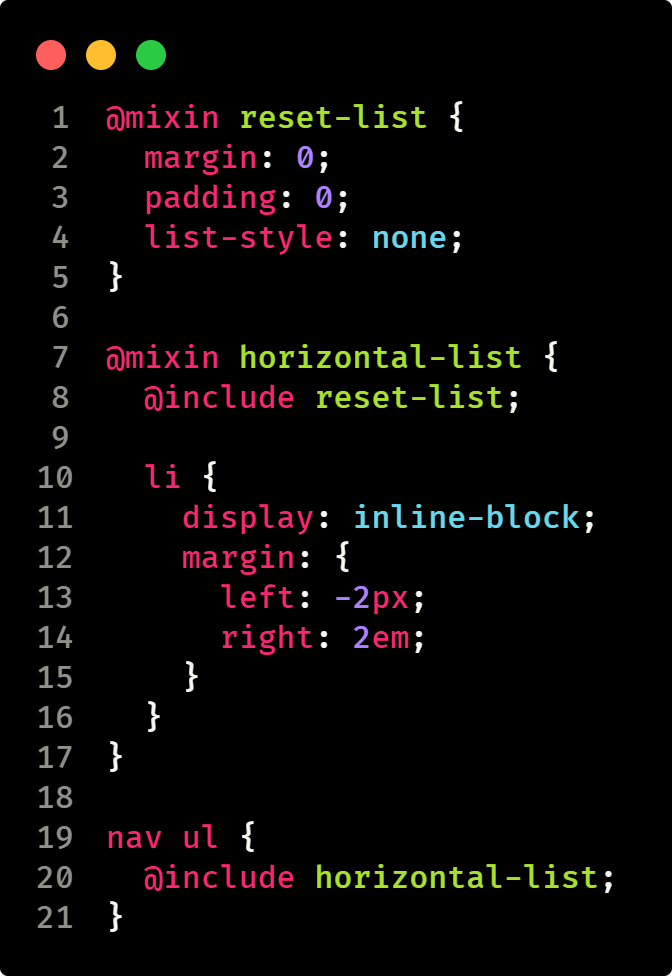 1 @mixin reset-list {
2   margin: 0;
3   padding: 0;
4   list-style: none;
5 }
6
7 @mixin horizontal-list {
8   @include reset-list;
9
10   li {
11     display: inline-block;
12     margin: {
13       left: -2px;
14       right: 2em;
15     }
16   }
17 }
18
19 nav ul {
20   @include horizontal-list;
21 }